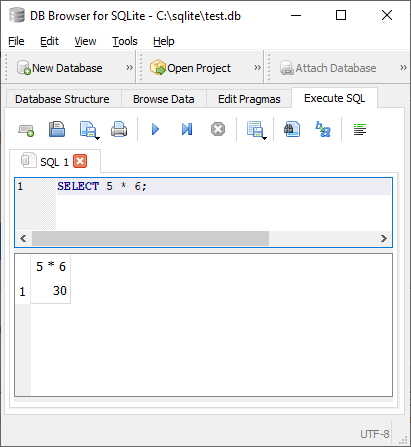 DB Browser for SQLite - C:\sqlite\test.db
File Edit View Tools Help
New Database » Open Project » Attach Database »
Database Structure Browse Data Edit Pragmas Execute SQL
SQL 1
1 SELECT 5 * 6;
5 * 6
1 30
UTF-8